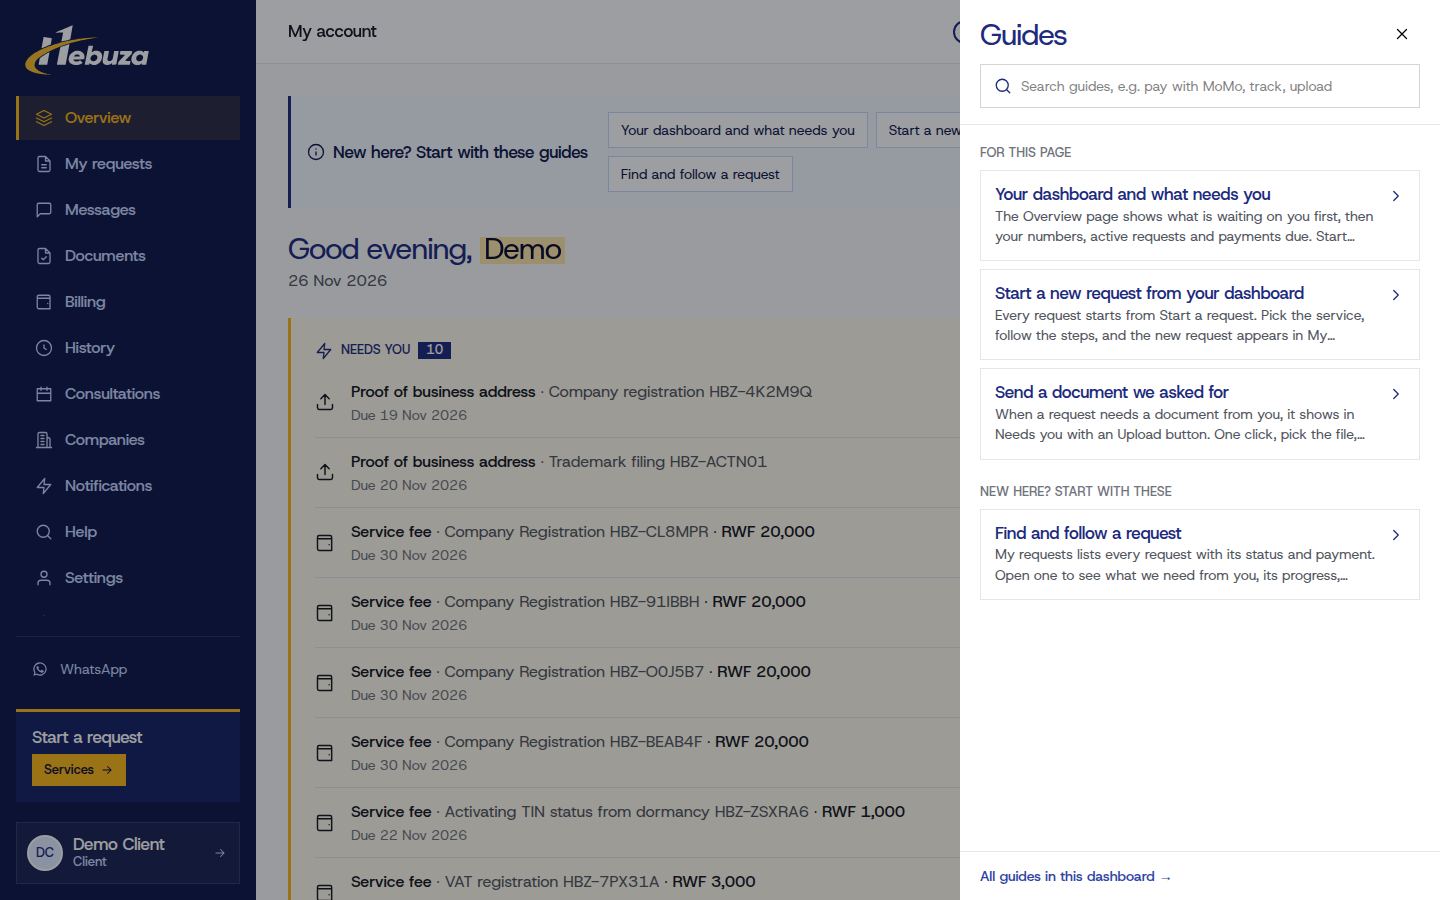 Hebuza
Overview
My requests
Messages
Documents
Billing
History
Consultations
Companies
Notifications
Help
Settings
WhatsApp
Start a request
Services →
DC
Demo Client
Client
My account
New here? Start with these guides
Your dashboard and what needs you
Start a new
Find and follow a request
Good evening, Demo
26 Nov 2026
NEEDS YOU 10
Proof of business address · Company registration HBZ-4K2M9Q
Due 19 Nov 2026
Proof of business address · Trademark filing HBZ-ACTN01
Due 20 Nov 2026
Service fee · Company Registration HBZ-CL8MPR · RWF 20,000
Due 30 Nov 2026
Service fee · Company Registration HBZ-91IBBH · RWF 20,000
Due 30 Nov 2026
Service fee · Company Registration HBZ-O0J5B7 · RWF 20,000
Due 30 Nov 2026
Service fee · Company Registration HBZ-BEAB4F · RWF 20,000
Due 30 Nov 2026
Service fee · Activating TIN status from dormancy HBZ-ZSXRA6 · RWF 1,000
Due 22 Nov 2026
Service fee · VAT registration HBZ-7PX31A · RWF 3,000
Guides
Search guides, e.g. pay with MoMo, track, upload
FOR THIS PAGE
Your dashboard and what needs you
The Overview page shows what is waiting on you first, then
your numbers, active requests and payments due. Start...
Start a new request from your dashboard
Every request starts from Start a request. Pick the service,
follow the steps, and the new request appears in My...
Send a document we asked for
When a request needs a document from you, it shows in
Needs you with an Upload button. One click, pick the file,...
NEW HERE? START WITH THESE
Find and follow a request
My requests lists every request with its status and payment.
Open one to see what we need from you, its progress,...
All guides in this dashboard →